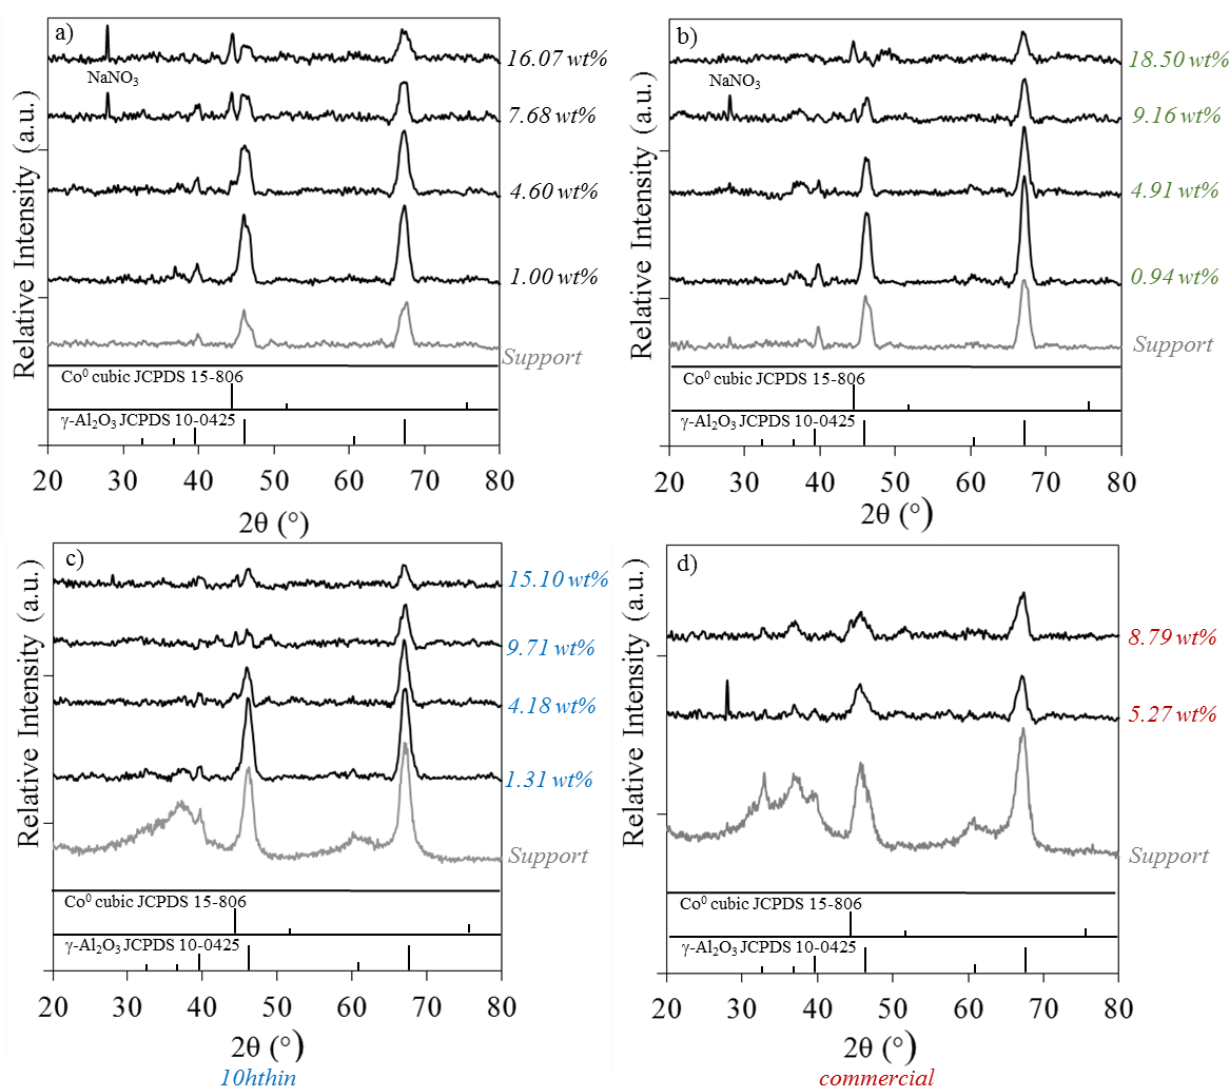 a)
16.07 wt%
NaNO3
7.68 wt%
4.60 wt%
1.00 wt%
Support
Co0 cubic JCPDS 15-806
γ-Al2O3 JCPDS 10-0425
Relative Intensity (a.u.)
20 30 40 50 60 70 80
2θ (°)
b)
18.50 wt%
NaNO3
9.16 wt%
4.91 wt%
0.94 wt%
Support
Co0 cubic JCPDS 15-806
γ-Al2O3 JCPDS 10-0425
Relative Intensity (a.u.)
20 30 40 50 60 70 80
2θ (°)
c)
15.10 wt%
9.71 wt%
4.18 wt%
1.31 wt%
Support
Co0 cubic JCPDS 15-806
γ-Al2O3 JCPDS 10-0425
Relative Intensity (a.u.)
20 30 40 50 60 70 80
2θ (°)
10hthin
d)
8.79 wt%
5.27 wt%
Support
Co0 cubic JCPDS 15-806
γ-Al2O3 JCPDS 10-0425
Relative Intensity (a.u.)
20 30 40 50 60 70 80
2θ (°)
commercial